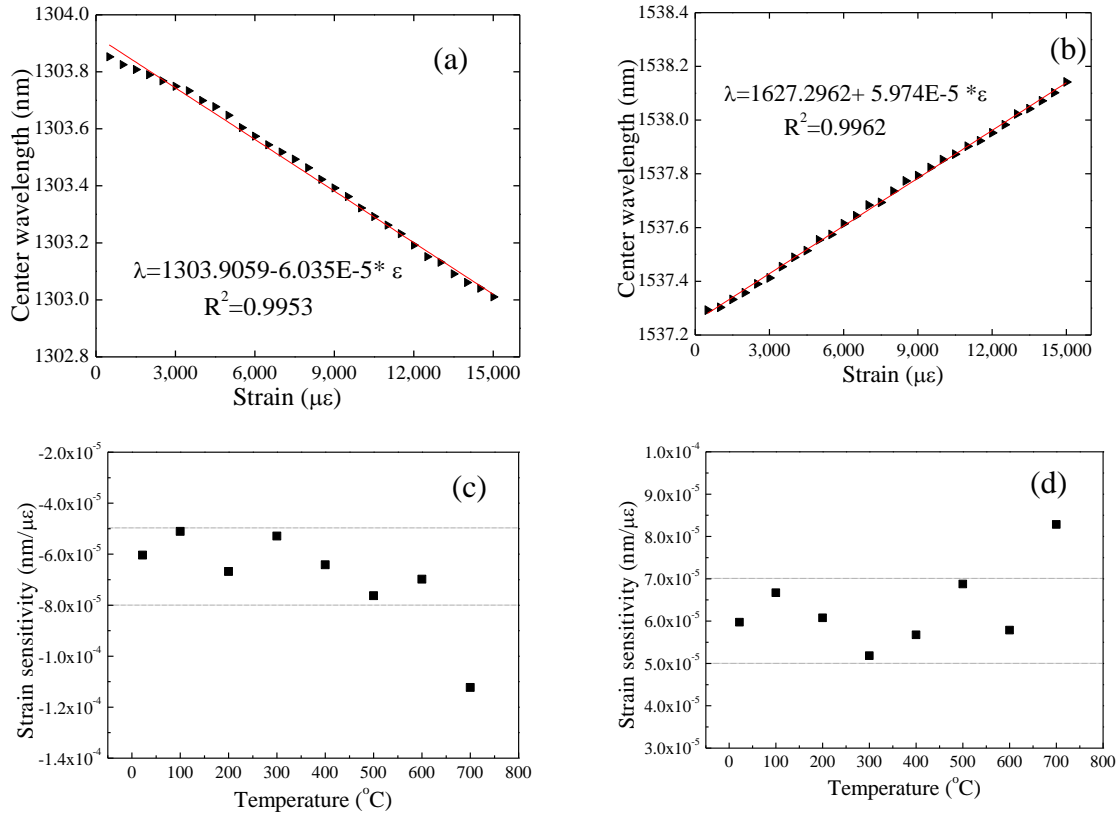 1304.0
1303.8
1303.6
1303.4
1303.2
1303.0
1302.8
Center wavelength (nm)
(a)
λ=1303.9059-6.035E-5* ε
R²=0.9953
0 3,000 6,000 9,000 12,000 15,000
Strain (με)
1538.4
1538.2
1538.0
1537.8
1537.6
1537.4
1537.2
Center wavelength (nm)
(b)
λ=1627.2962+ 5.974E-5 *ε
R²=0.9962
0 3,000 6,000 9,000 12,000 15,000
Strain (με)
-2.0x10⁻⁵
-4.0x10⁻⁵
-6.0x10⁻⁵
-8.0x10⁻⁵
-1.0x10⁻⁴
-1.2x10⁻⁴
-1.4x10⁻⁴
Strain sensitivity (nm/με)
(c)
0 100 200 300 400 500 600 700 800
Temperature (°C)
1.0x10⁻⁴
9.0x10⁻⁵
8.0x10⁻⁵
7.0x10⁻⁵
6.0x10⁻⁵
5.0x10⁻⁵
4.0x10⁻⁵
3.0x10⁻⁵
Strain sensitivity (nm/με)
(d)
0 100 200 300 400 500 600 700 800
Temperature (°C)